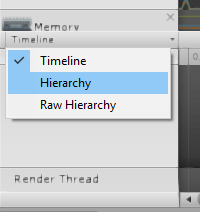 Memory
Timeline
Timeline
Hierarchy
Raw Hierarchy
Render Thread